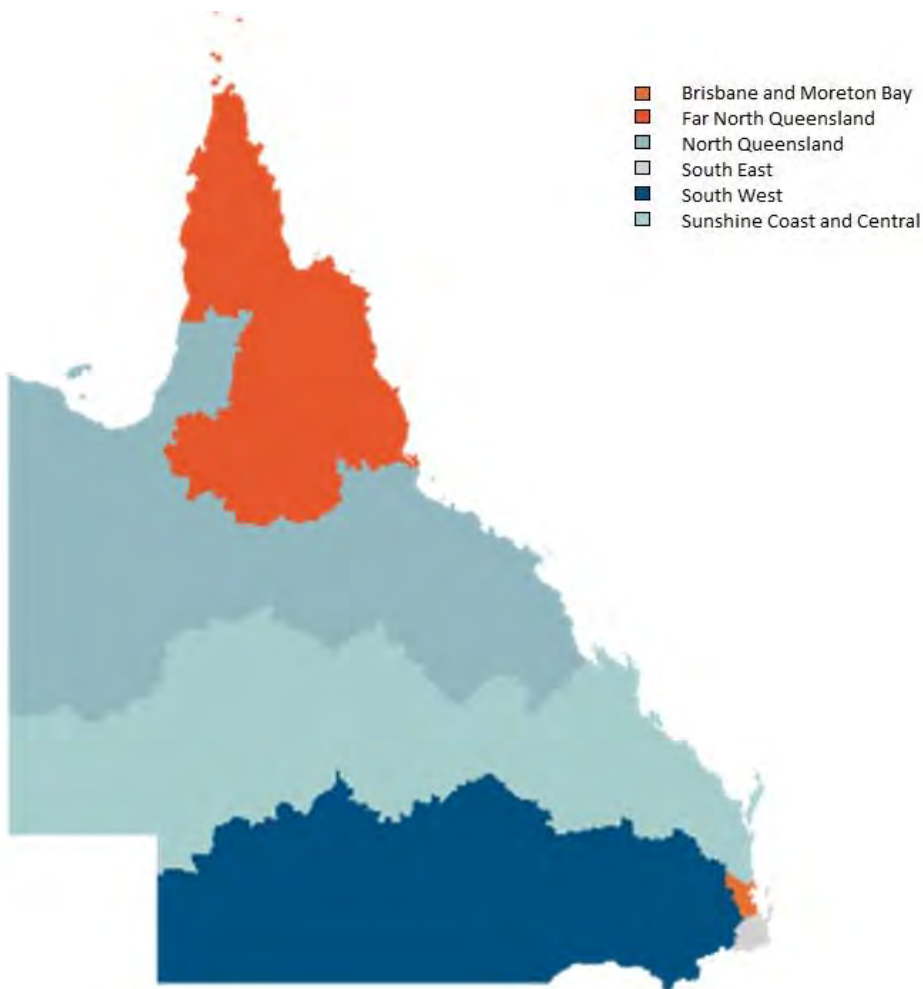 Brisbane and Moreton Bay
Far North Queensland
North Queensland
South East
South West
Sunshine Coast and Central